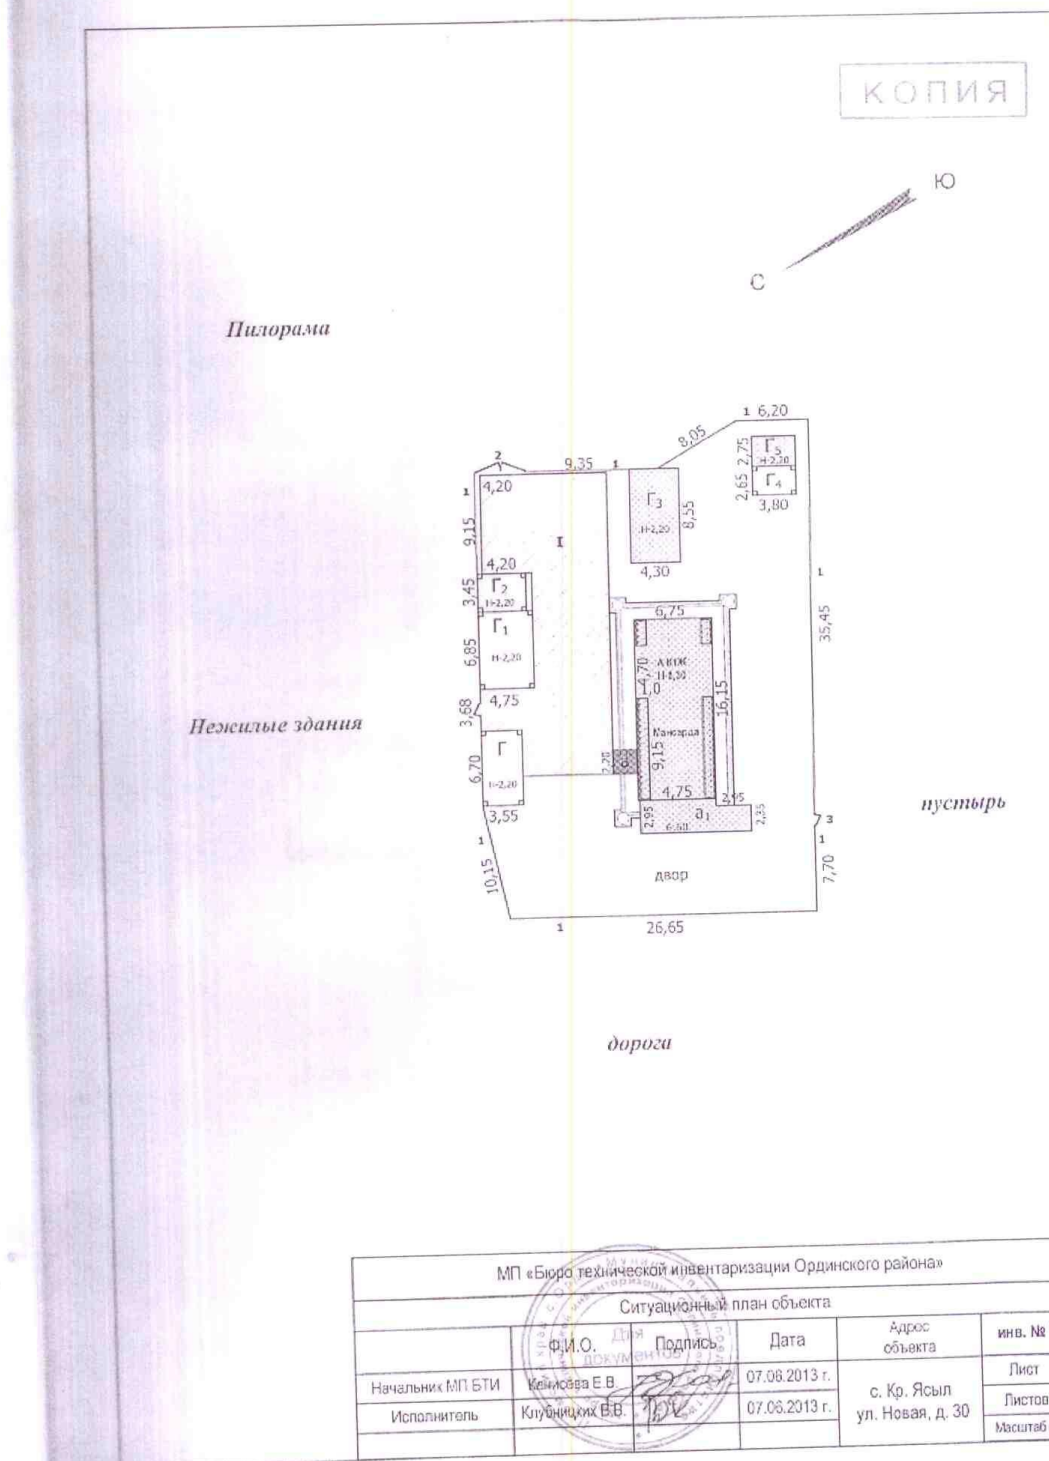 КОПИЯ
Ю
С
Пилорама
1 6,20
8,05
2
9,35 1
2,75 Г5
Н-2,20
2,65 Г4
3,80
1 4,20
Г3
Н-2,20
8,55
4,30
9,15
I
4,20
3,45 Г2
Н-2,20
Г1
6,85 Н-2,20
4,75
1
35,45
6,75
4,70
1,0
16,15
Мансарда
9,15
3,68
Нежилые здания
Г
6,70
Н-2,20
3,55
2,20
4,75
2,95
2,95 а1 2,35
6,60
пустырь
3
1
1
10,15
7,70
двор
1
26,65
дорога
МП «Бюро технической инвентаризации Ординского района»
Ситуационный план объекта
Ф.И.О. Подпись Дата Адрес объекта инв. №
Для документов
Начальник МП БТИ Е.В. 07.06.2013 г. с. Кр. Ясыл ул. Новая, д. 30 Лист
Исполнитель Клубницких В.В. 07.06.2013 г. Листов
Масштаб